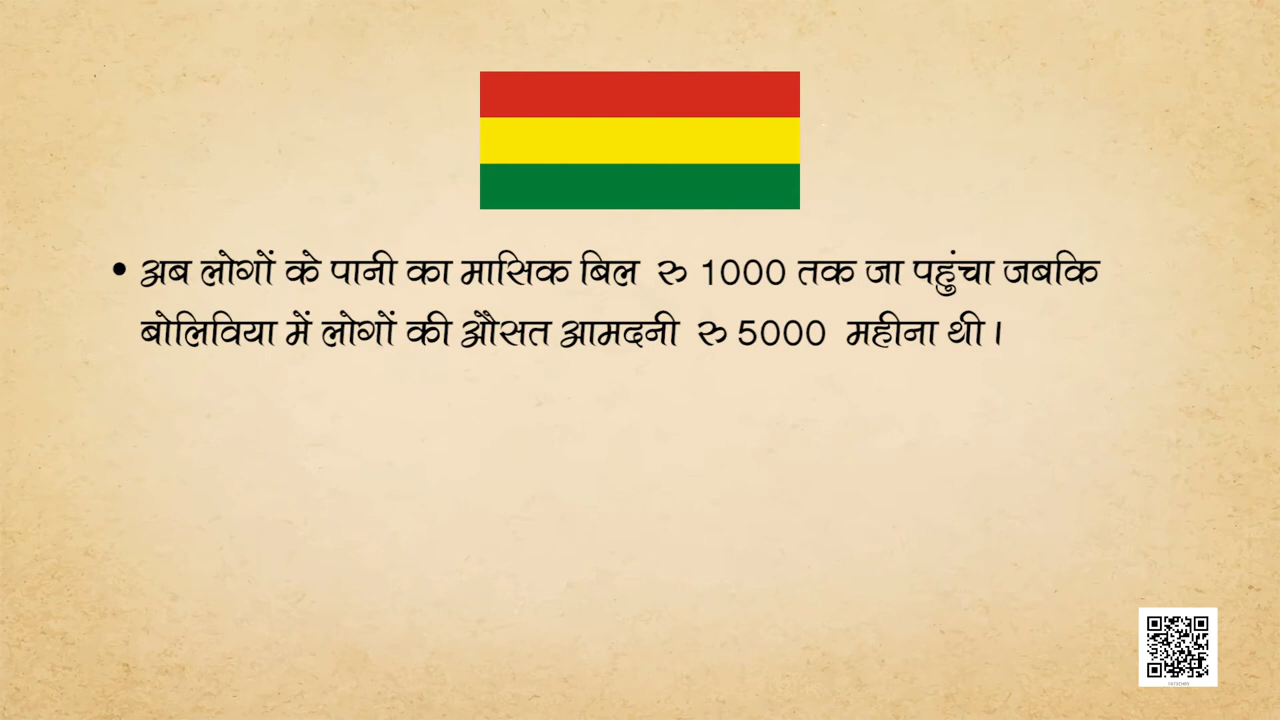 • अब लोगों के पानी का मासिक बिल रु 1000 तक जा पहुंचा जबकि
बोलिविया में लोगों की औसत आमदनी रु 5000 महीना थी।